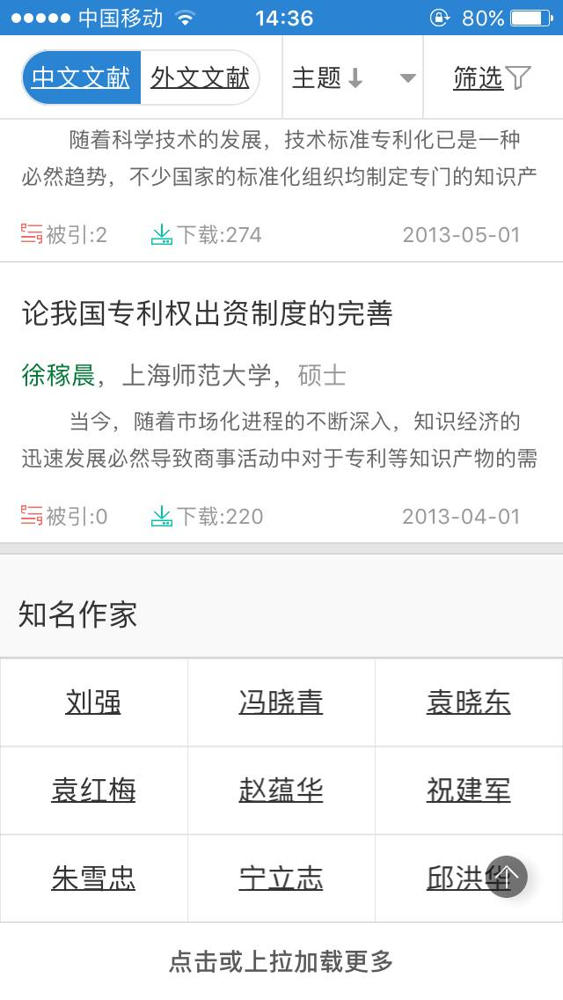 中国移动 14:36 80%
中文文献 外文文献 主题 筛选
随着科学技术的发展，技术标准专利化已是一种
必然趋势，不少国家的标准化组织均制定专门的知识产
被引:2 下载:274 2013-05-01
论我国专利权出资制度的完善
徐稼晨，上海师范大学，硕士
当今，随着市场化进程的不断深入，知识经济的
迅速发展必然导致商事活动中对于专利等知识产物的需
被引:0 下载:220 2013-04-01
知名作家
刘强 冯晓青 袁晓东
袁红梅 赵蕴华 祝建军
朱雪忠 宁立志 邱洪华
点击或上拉加载更多